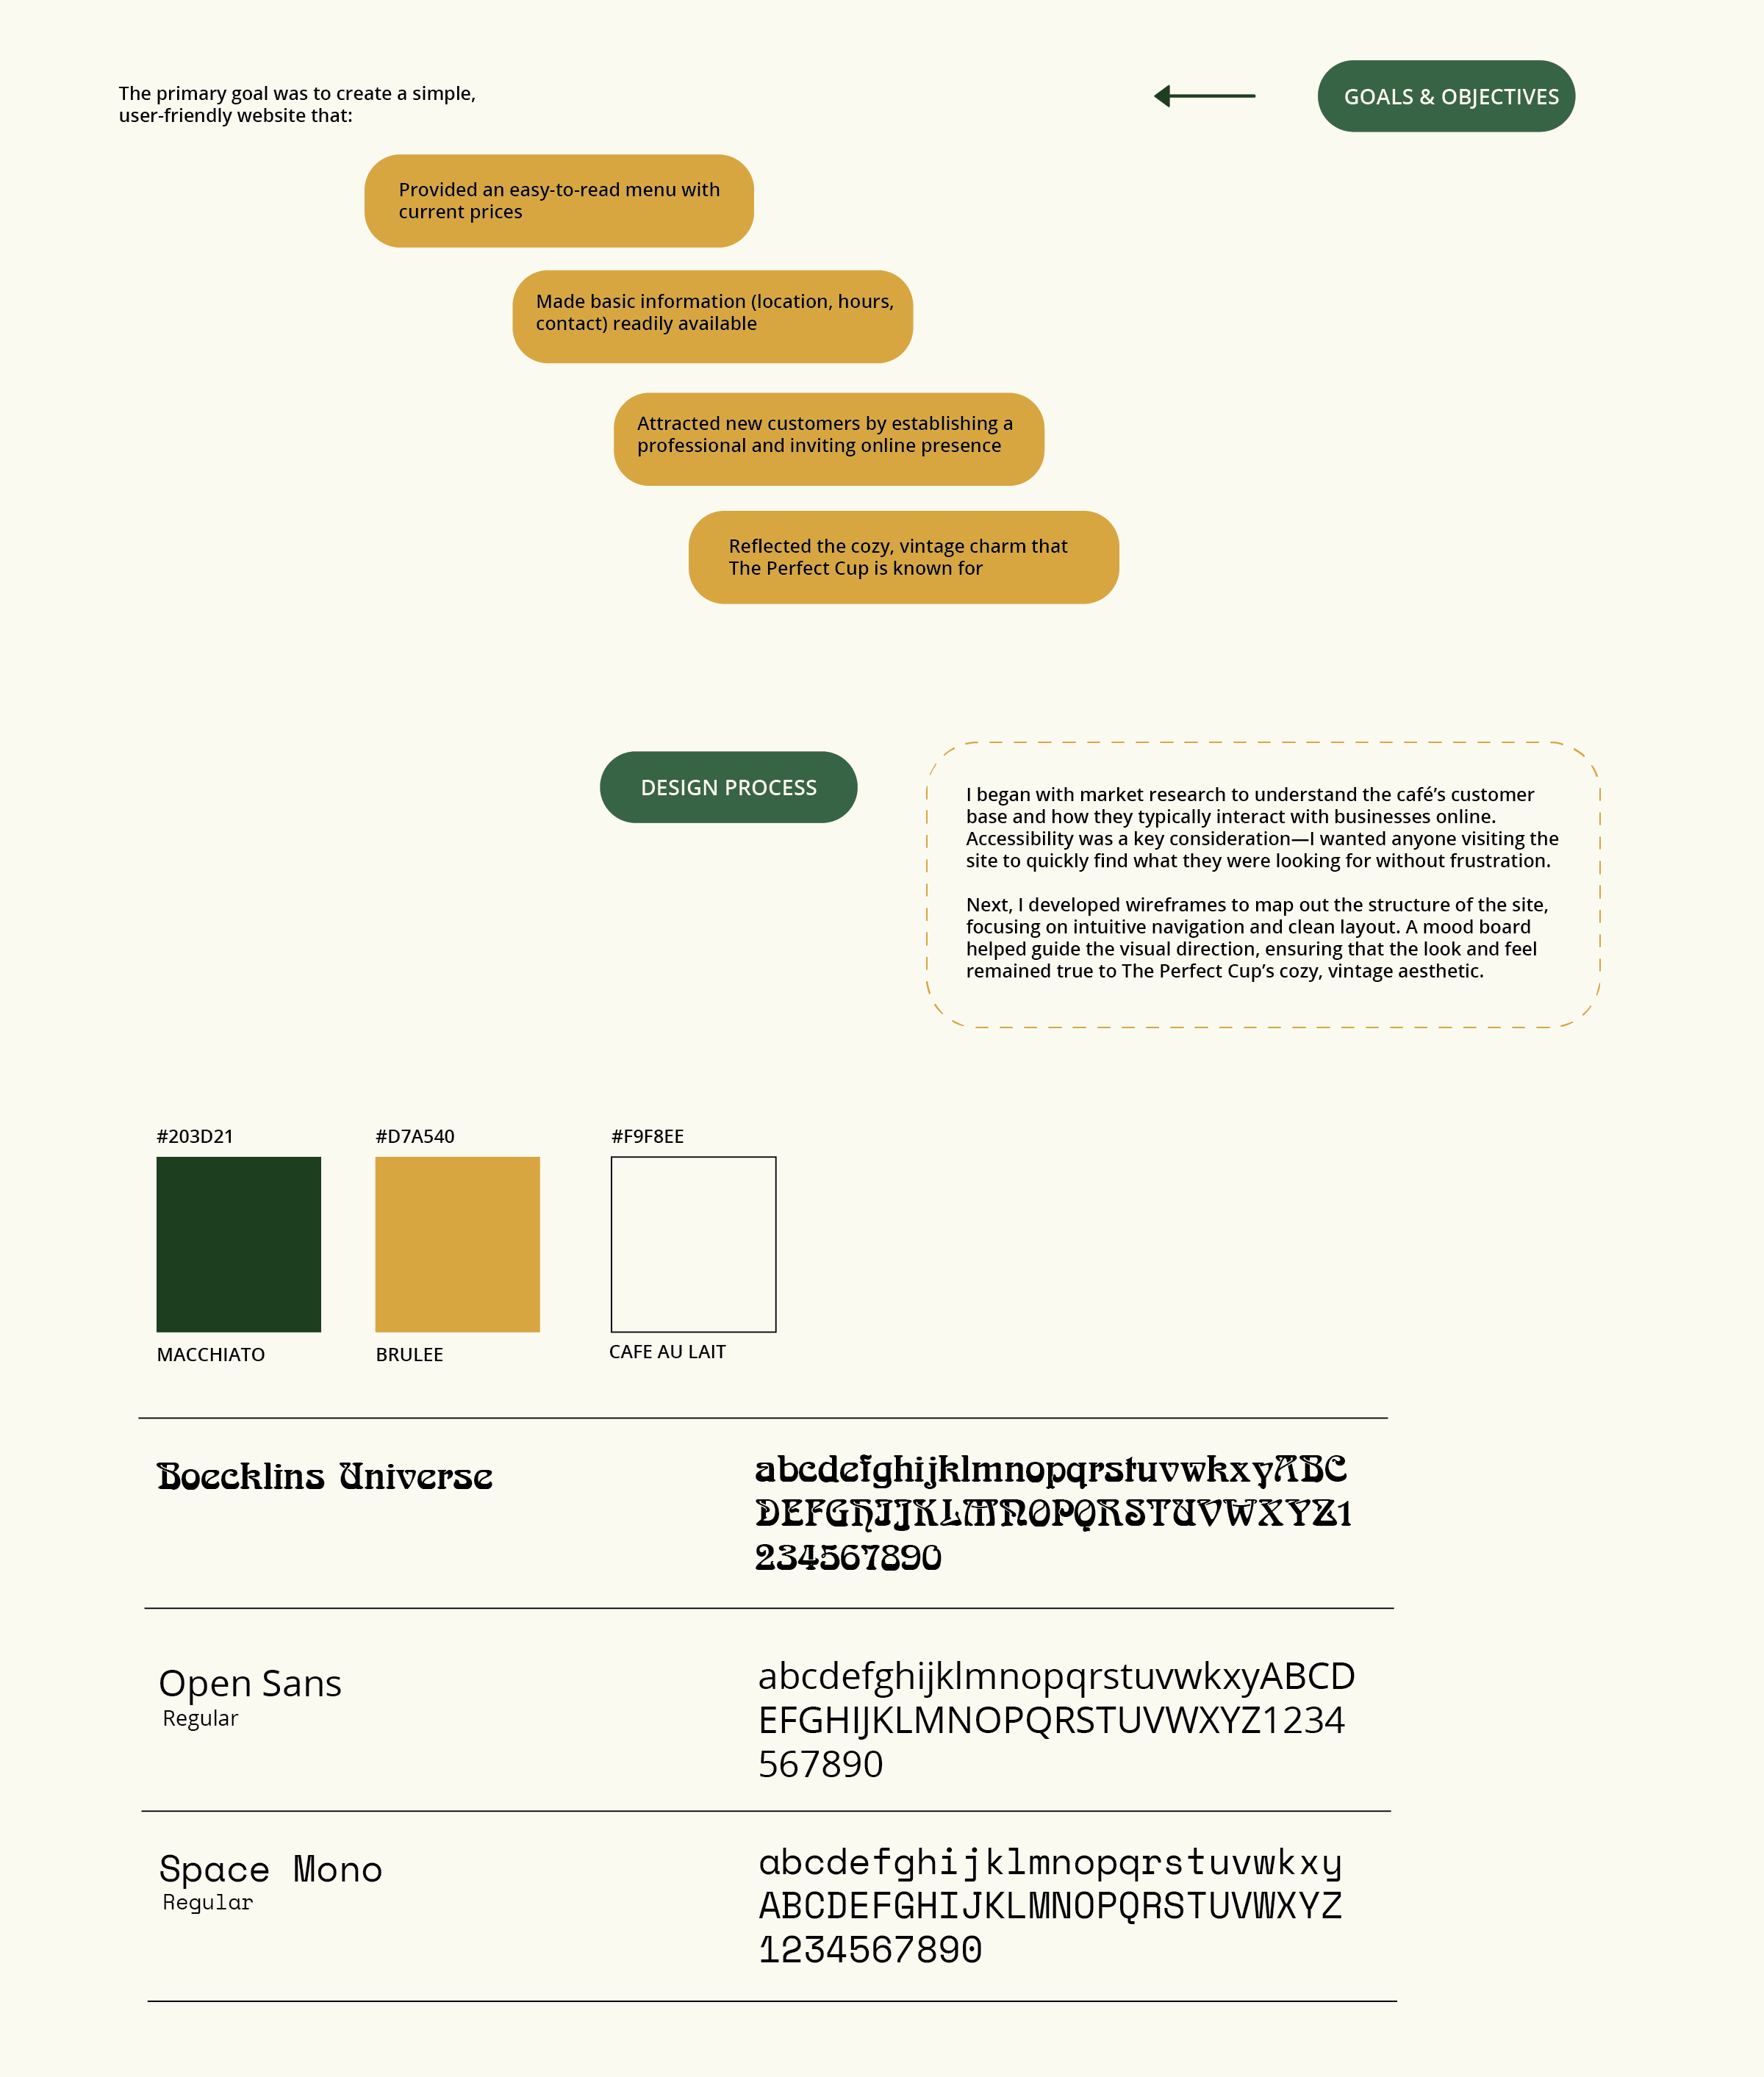 The primary goal was to create a simple,
user-friendly website that:
GOALS & OBJECTIVES
Provided an easy-to-read menu with
current prices
Made basic information (location, hours,
contact) readily available
Attracted new customers by establishing a
professional and inviting online presence
Reflected the cozy, vintage charm that
The Perfect Cup is known for
DESIGN PROCESS
I began with market research to understand the café’s customer
base and how they typically interact with businesses online.
Accessibility was a key consideration—I wanted anyone visiting the
site to quickly find what they were looking for without frustration.
Next, I developed wireframes to map out the structure of the site,
focusing on intuitive navigation and clean layout. A mood board
helped guide the visual direction, ensuring that the look and feel
remained true to The Perfect Cup’s cozy, vintage aesthetic.
#203D21
#D7A540
#F9F8EE
MACCHIATO
BRULEE
CAFE AU LAIT
Boecklins Universe
abcdefghijklmnopqrstuvwkxyABC
DEFGHIJKLMNOPQRSTUVWXYZ1
234567890
Open Sans
Regular
abcdefghijklmnopqrstuvwkxyABCD
EFGHIJKLMNOPQRSTUVWXYZ1234
567890
Space Mono
Regular
abcdefghijklmnopqrstuvwkxy
ABCDEFGHIJKLMNOPQRSTUVWXYZ
1234567890